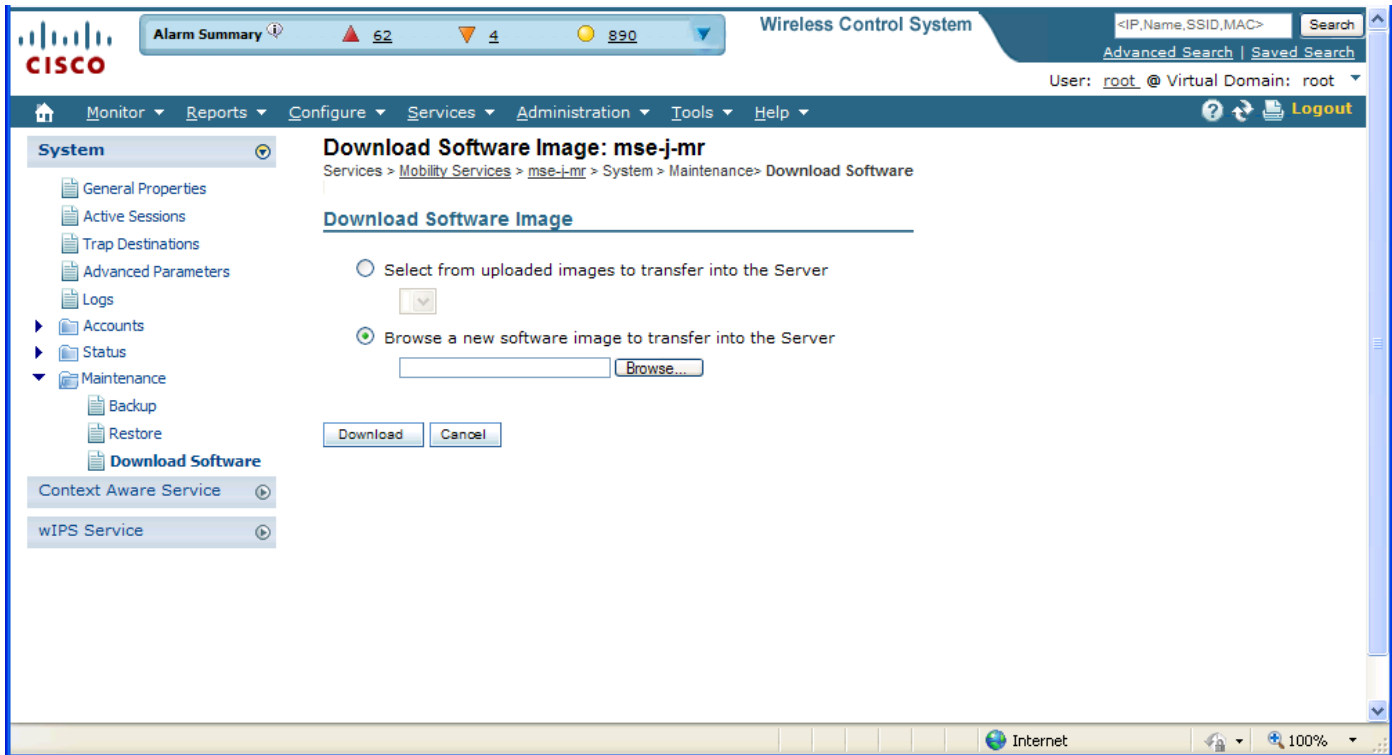 Alarm Summary 62 4 890
Wireless Control System
<IP,Name,SSID,MAC> Search
Advanced Search | Saved Search
CISCO
User: root @ Virtual Domain: root
Monitor Reports Configure Services Administration Tools Help Logout
System
General Properties
Active Sessions
Trap Destinations
Advanced Parameters
Logs
Accounts
Status
Maintenance
Backup
Restore
Download Software
Context Aware Service
wIPS Service
Download Software Image: mse-j-mr
Services > Mobility Services > mse-j-mr > System > Maintenance> Download Software
Download Software Image
Select from uploaded images to transfer into the Server
Browse a new software image to transfer into the Server
Browse...
Download Cancel
Internet 100%